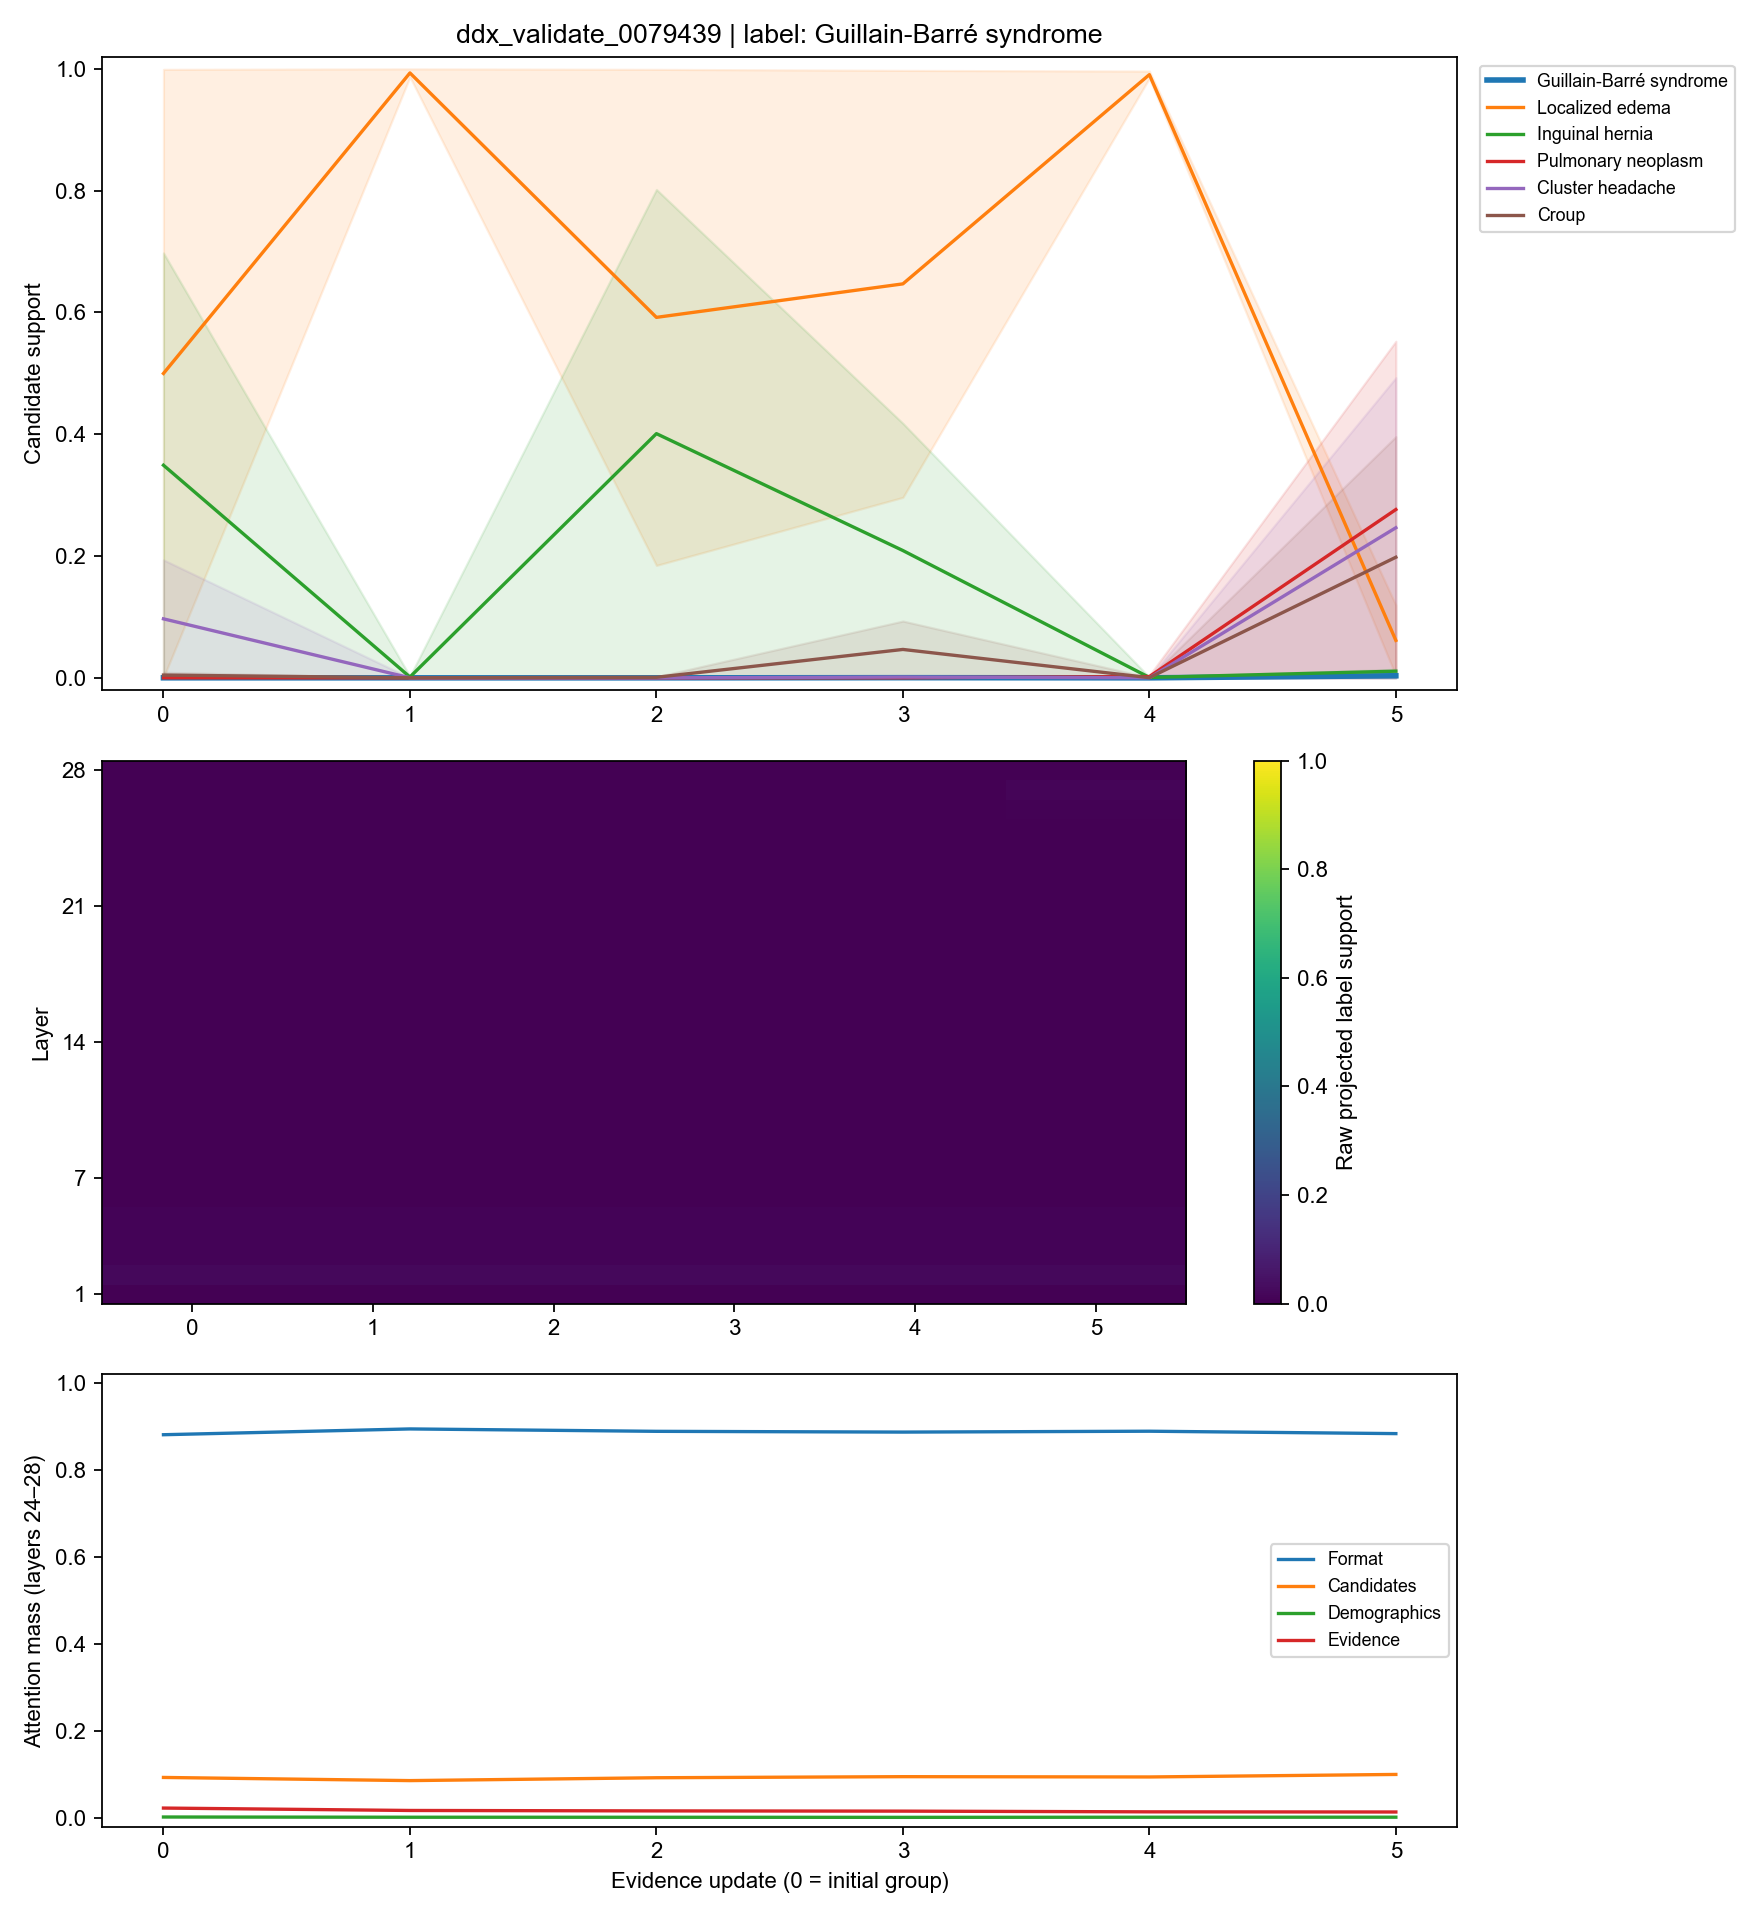 ddx_validate_0079439 | label: Guillain-Barré syndrome
1.0
0.8
0.6
0.4
0.2
0.0
Candidate support
0 1 2 3 4 5
Guillain-Barré syndrome
Localized edema
Inguinal hernia
Pulmonary neoplasm
Cluster headache
Croup
28
21
14
7
1
Layer
0 1 2 3 4 5
1.0
0.8
0.6
0.4
0.2
0.0
Raw projected label support
1.0
0.8
0.6
0.4
0.2
0.0
Attention mass (layers 24–28)
Format
Candidates
Demographics
Evidence
0 1 2 3 4 5
Evidence update (0 = initial group)